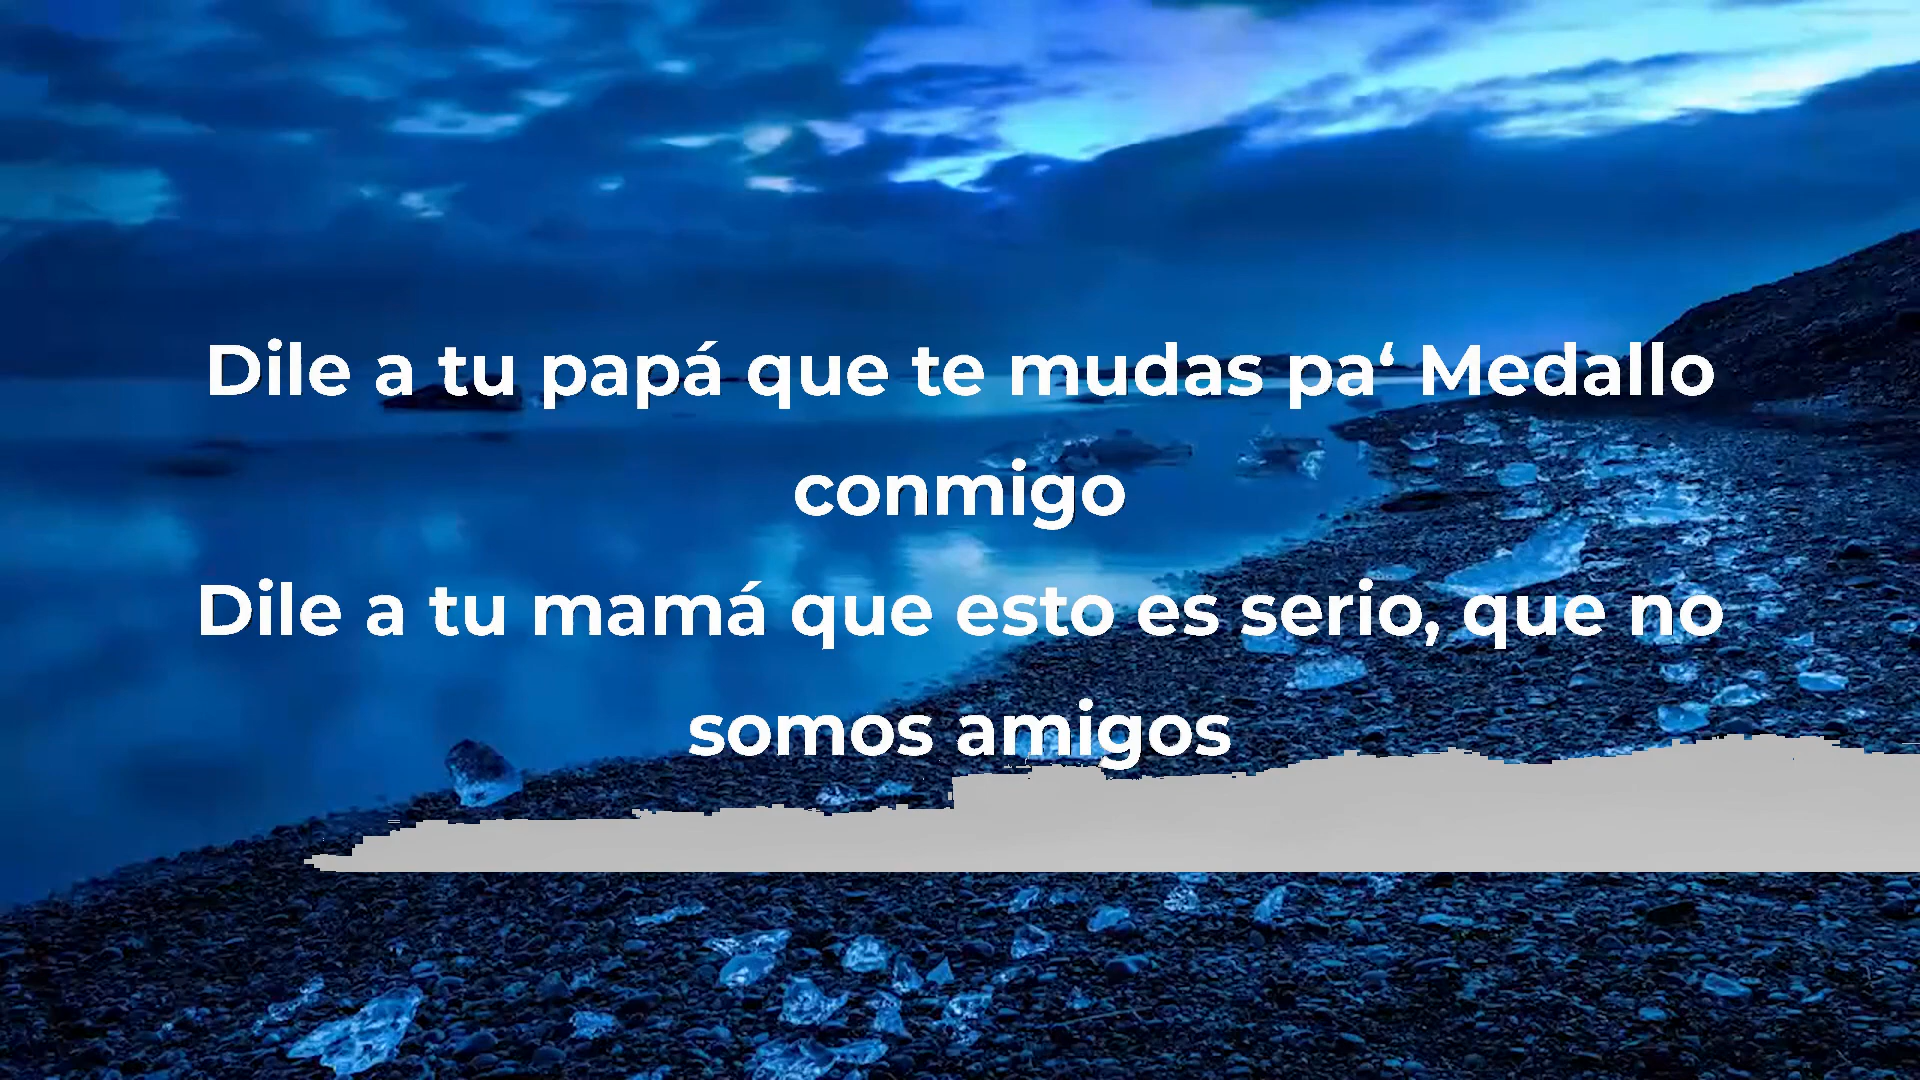 Dile a tu papá que te mudas pa‘ Medallo
conmigo
Dile a tu mamá que esto es serio, que no
somos amigos